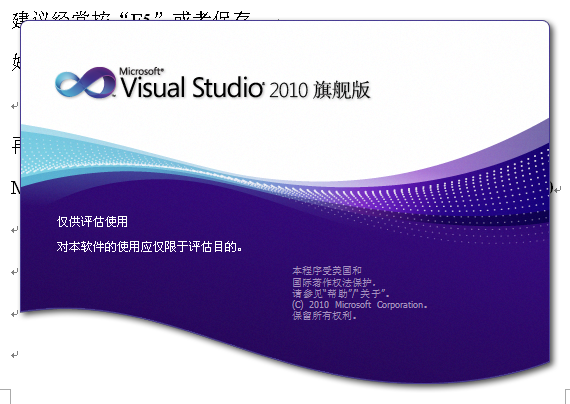 建议经常按“F5”或者保存
Microsoft®
Visual Studio® 2010 旗舰版
仅供评估使用
对本软件的使用应仅限于评估目的。
本程序受美国和
国际著作权法保护。
请参见“帮助”/“关于”。
(C) 2010 Microsoft Corporation。
保留所有权利。